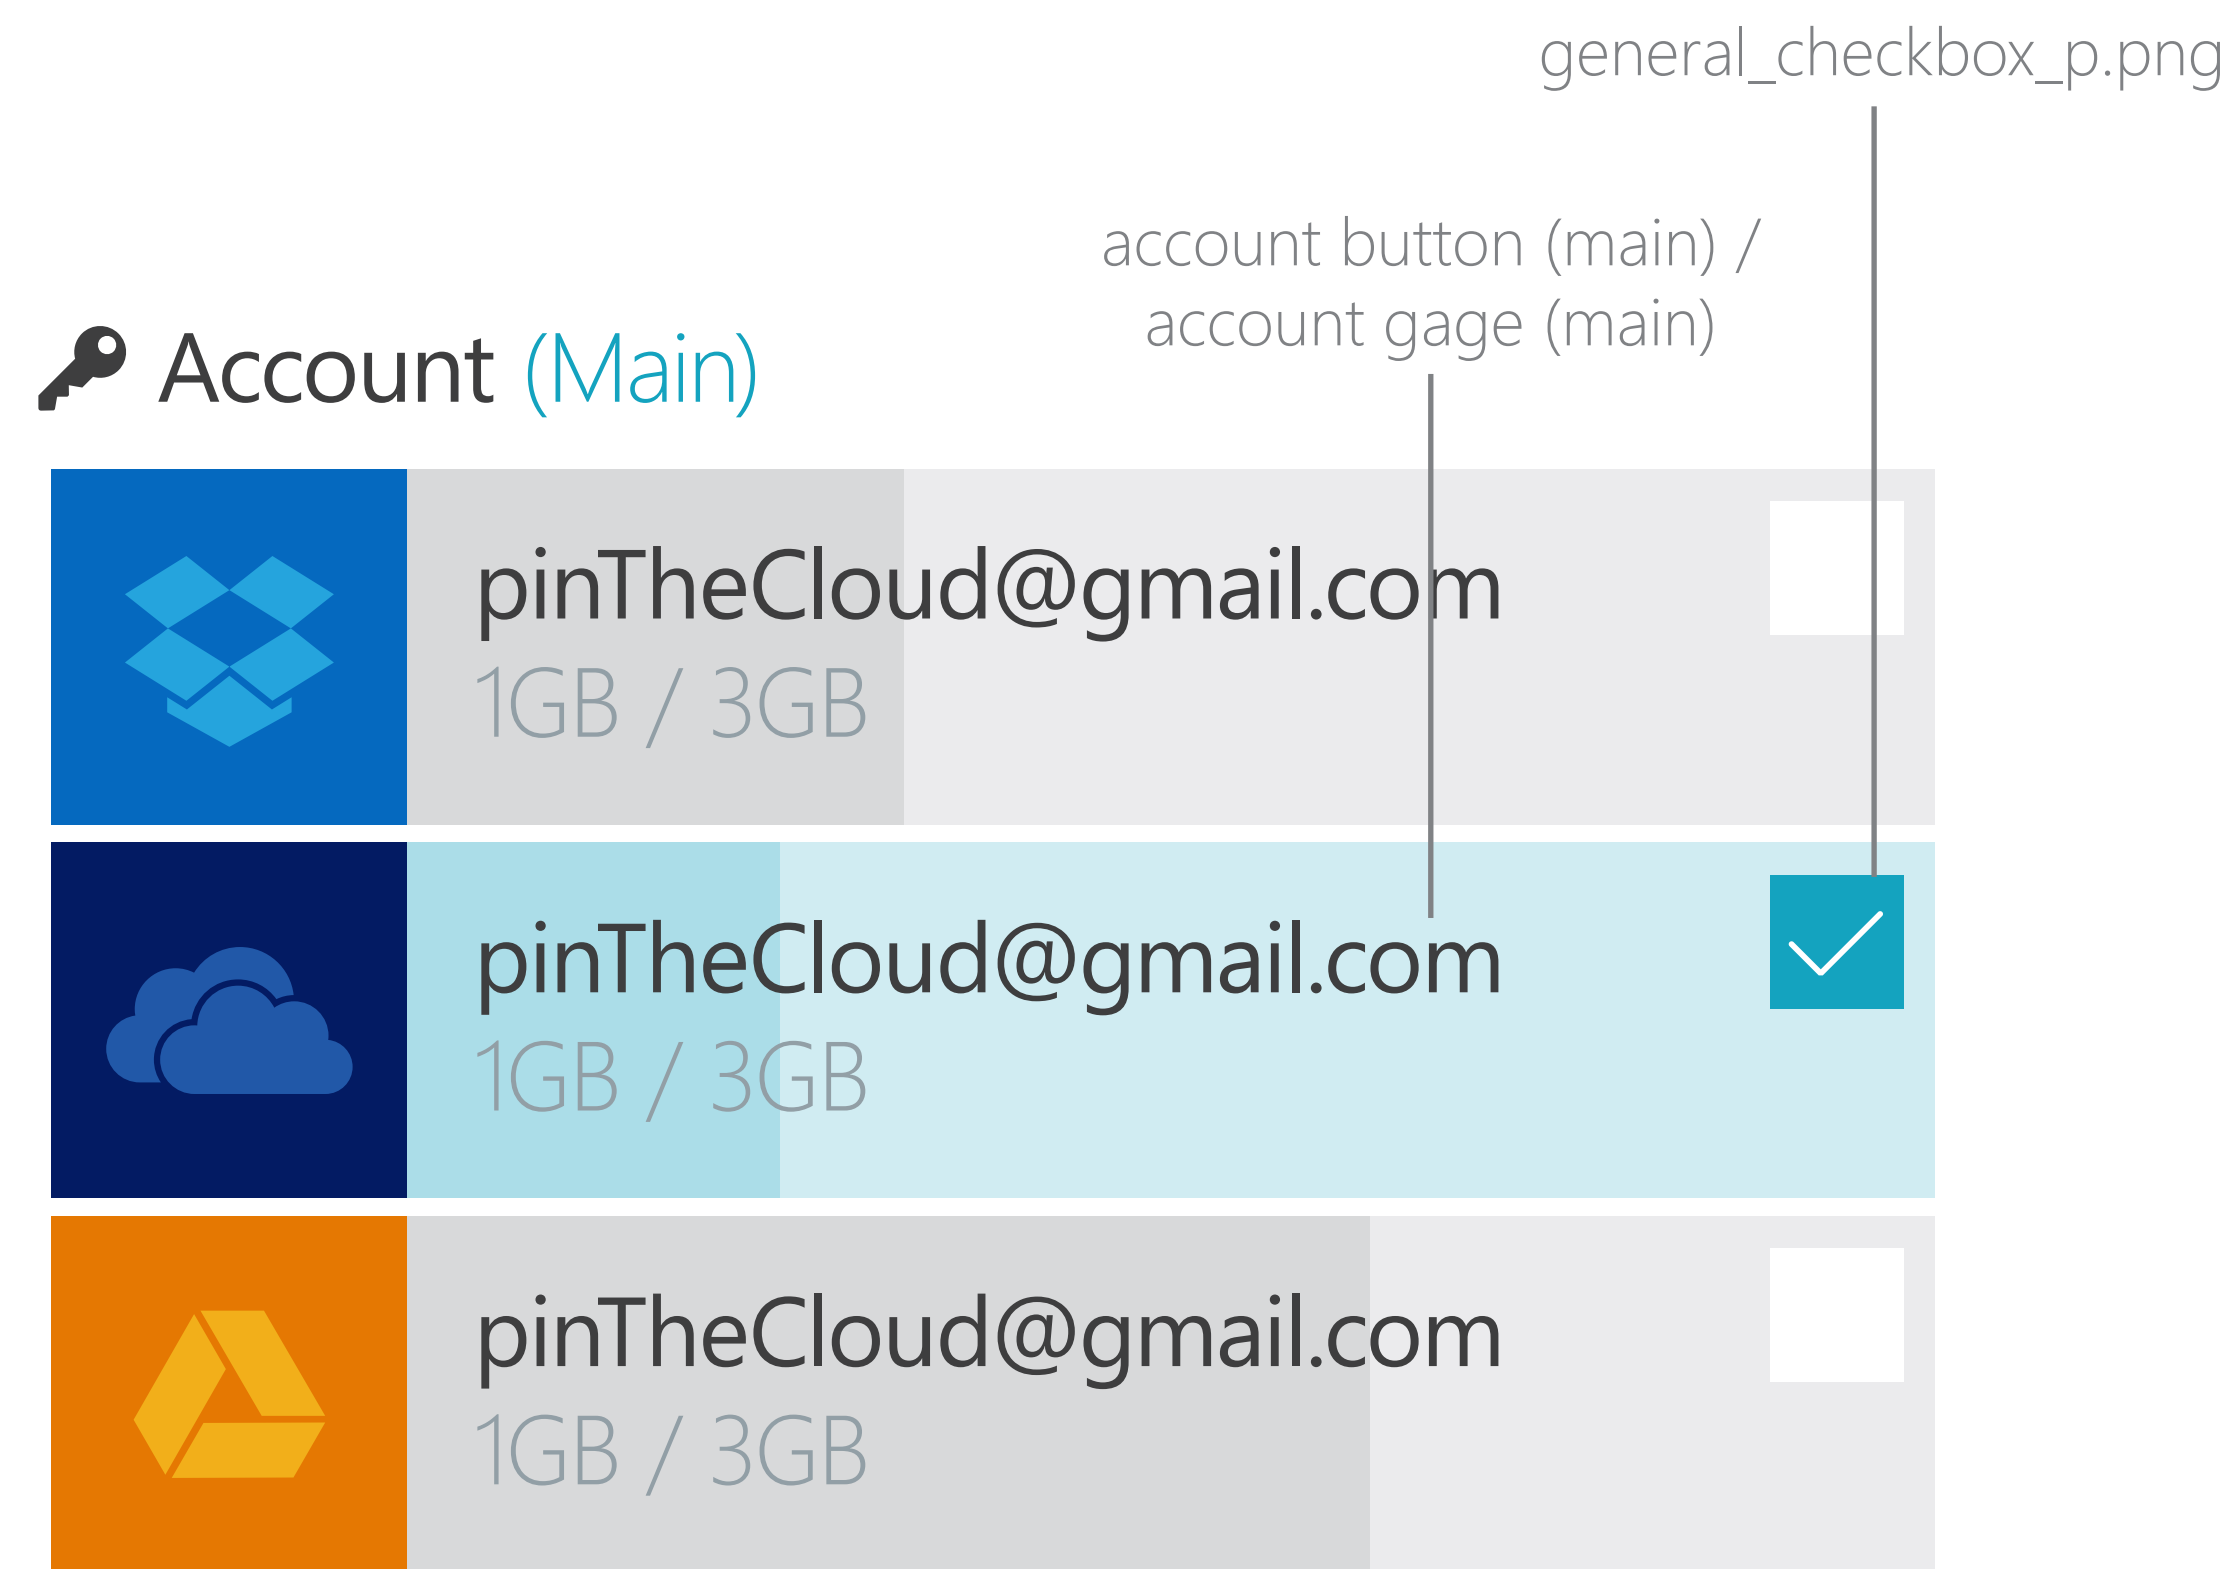 general_checkbox_p.png
account button (main) /
account gage (main)
Account (Main)
pinTheCloud@gmail.com
1GB / 3GB
pinTheCloud@gmail.com
1GB / 3GB
pinTheCloud@gmail.com
1GB / 3GB